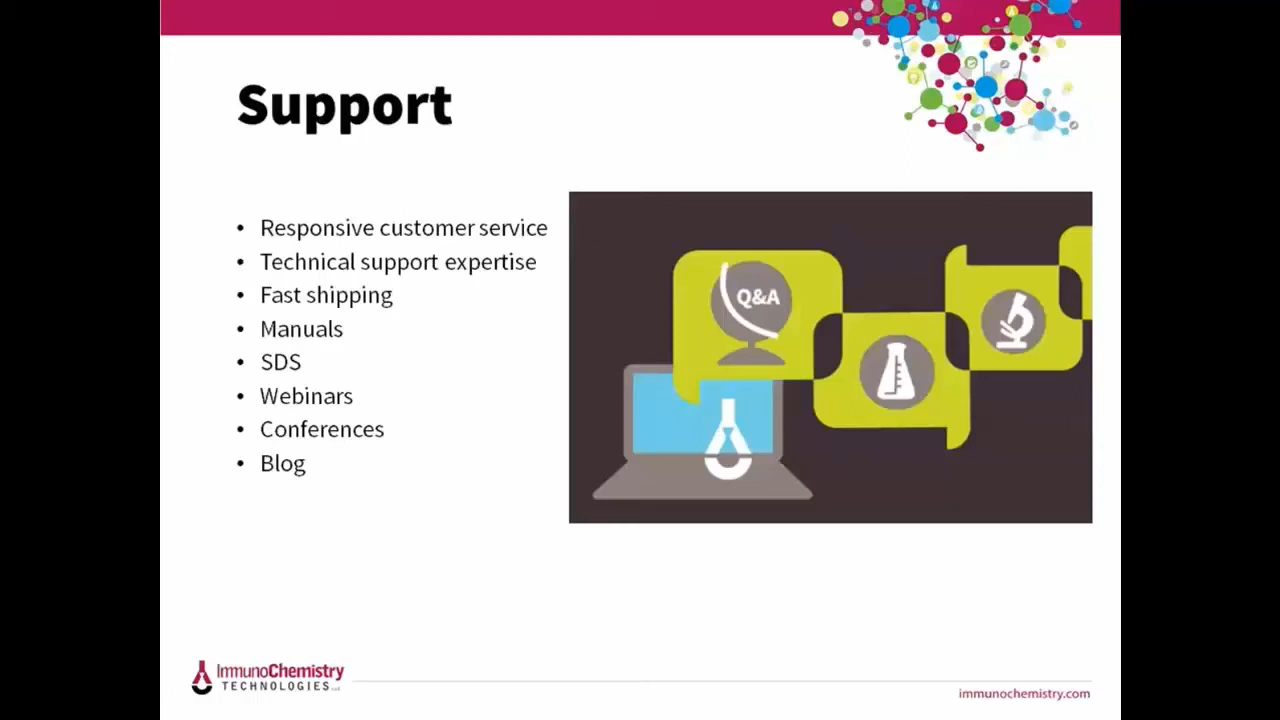 Support
• Responsive customer service
• Technical support expertise
• Fast shipping
• Manuals
• SDS
• Webinars
• Conferences
• Blog
Q&A
ImmunoChemistry
TECHNOLOGIES
immunochemistry.com